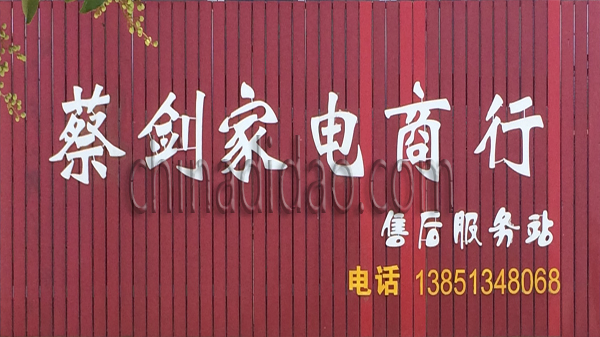 蔡剑家电商行
chinadidao.com
售后服务站
电话 13851348068